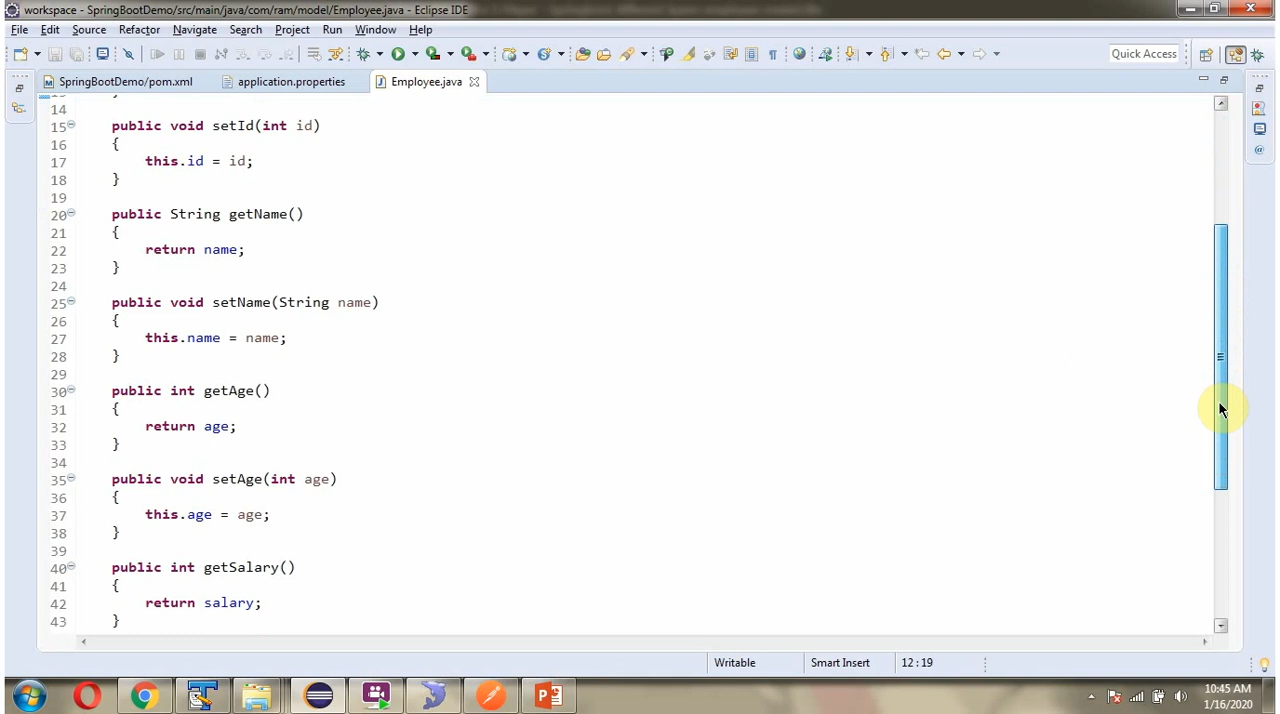 workspace - SpringBootDemo/src/main/java/com/ram/model/Employee.java - Eclipse IDE
File Edit Source Refactor Navigate Search Project Run Window Help
Quick Access
SpringBootDemo/pom.xml application.properties Employee.java
14
15 public void setId(int id)
16 {
17 this.id = id;
18 }
19
20 public String getName()
21 {
22 return name;
23 }
24
25 public void setName(String name)
26 {
27 this.name = name;
28 }
29
30 public int getAge()
31 {
32 return age;
33 }
34
35 public void setAge(int age)
36 {
37 this.age = age;
38 }
39
40 public int getSalary()
41 {
42 return salary;
43 }
Writable Smart Insert 12 : 19
10:45 AM
1/16/2020